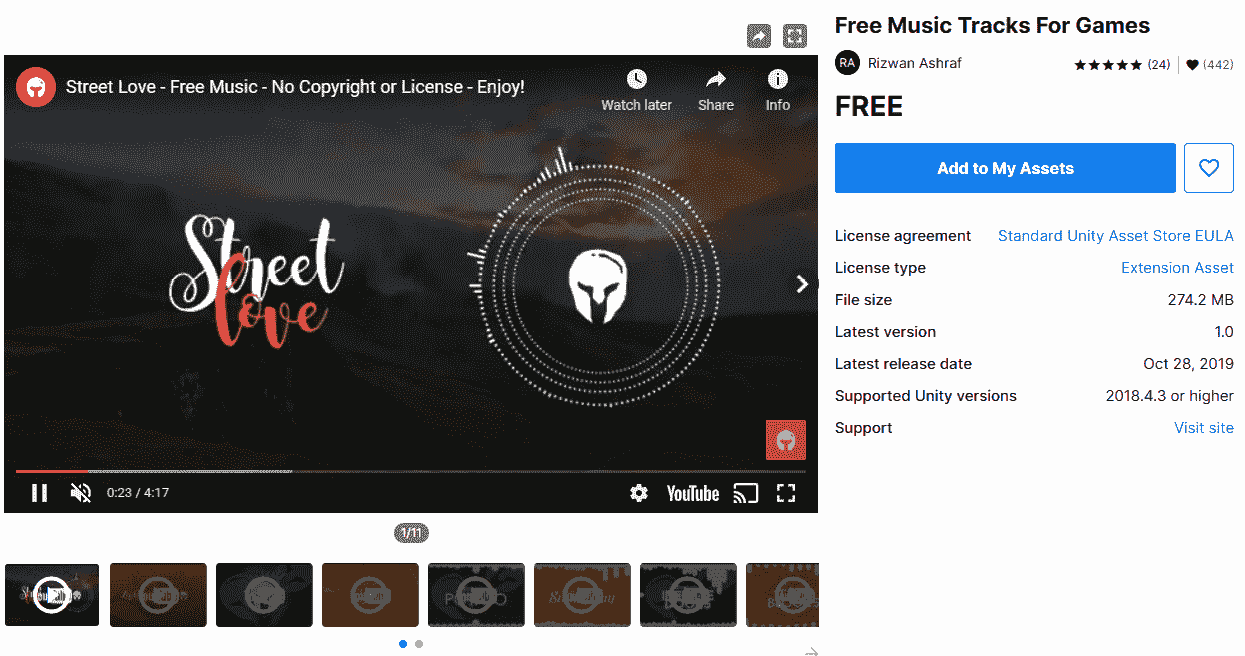 Street Love - Free Music - No Copyright or License - Enjoy!
Watch later
Share
Info
Street
love
0:23 / 4:17
YouTube
1/11
Free Music Tracks For Games
RA
Rizwan Ashraf
(24)
(442)
FREE
Add to My Assets
License agreement
Standard Unity Asset Store EULA
License type
Extension Asset
File size
274.2 MB
Latest version
1.0
Latest release date
Oct 28, 2019
Supported Unity versions
2018.4.3 or higher
Support
Visit site